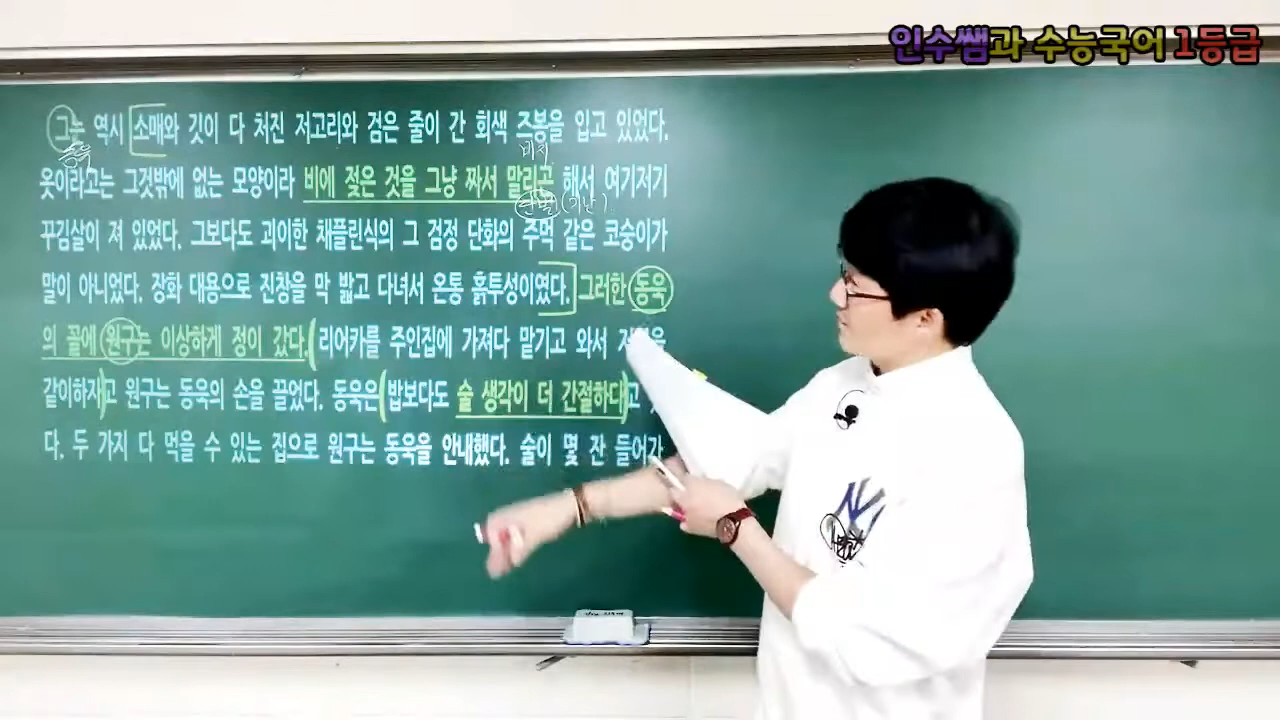 인수쌤과 수능국어 1등급
그는 역시 소매와 깃이 다 처진 저고리와 검은 줄이 간 회색 즈봉을 입고 있었다.
동욱
바지
옷이라고는 그것밖에 없는 모양이라 비에 젖은 것을 그냥 짜서 말리곤 해서 여기저기
단벌 (가난)
꾸김살이 져 있었다. 그보다도 괴이한 채플린식의 그 검정 단화의 주먹 같은 코숭이가
말이 아니었다. 장화 대용으로 진창을 막 밟고 다녀서 온통 흙투성이였다. 그러한 동욱
의 꼴에 원구는 이상하게 정이 갔다. 리어카를 주인집에 가져다 맡기고 와서
같이하자고 원구는 동욱의 손을 끌었다. 동욱은 밥보다도 술 생각이 더 간절하다고
다. 두 가지 다 먹을 수 있는 집으로 원구는 동욱을 안내했다. 술이 몇 잔 들어가